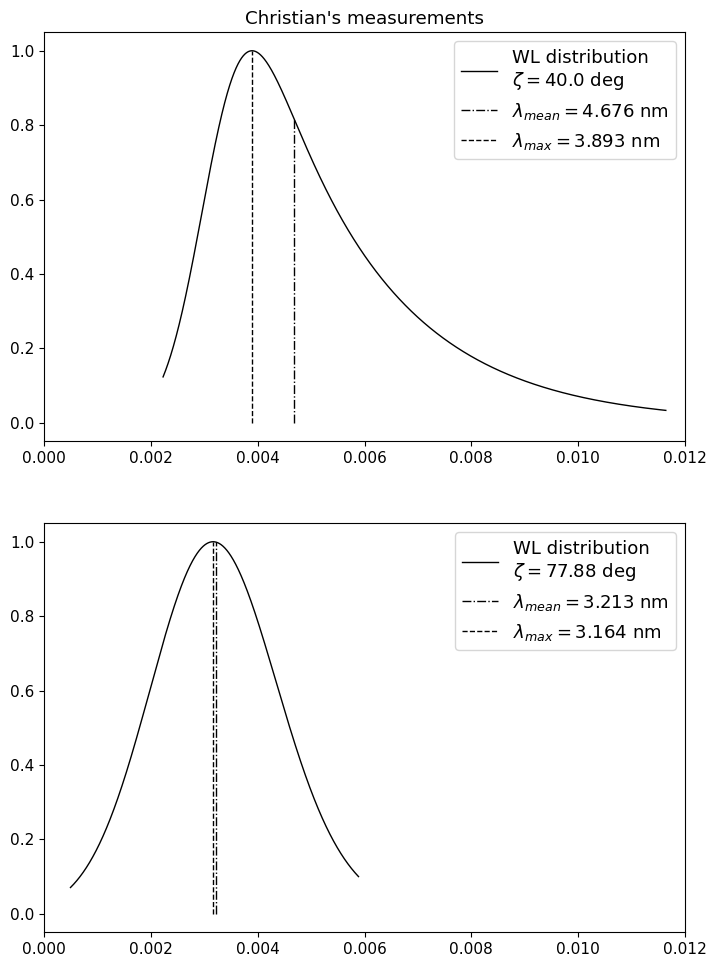 Christian's measurements
1.0
0.8
0.6
0.4
0.2
0.0
WL distribution
ζ = 40.0 deg
λmean = 4.676 nm
λmax = 3.893 nm
0.000 0.002 0.004 0.006 0.008 0.010 0.012
1.0
0.8
0.6
0.4
0.2
0.0
WL distribution
ζ = 77.88 deg
λmean = 3.213 nm
λmax = 3.164 nm
0.000 0.002 0.004 0.006 0.008 0.010 0.012